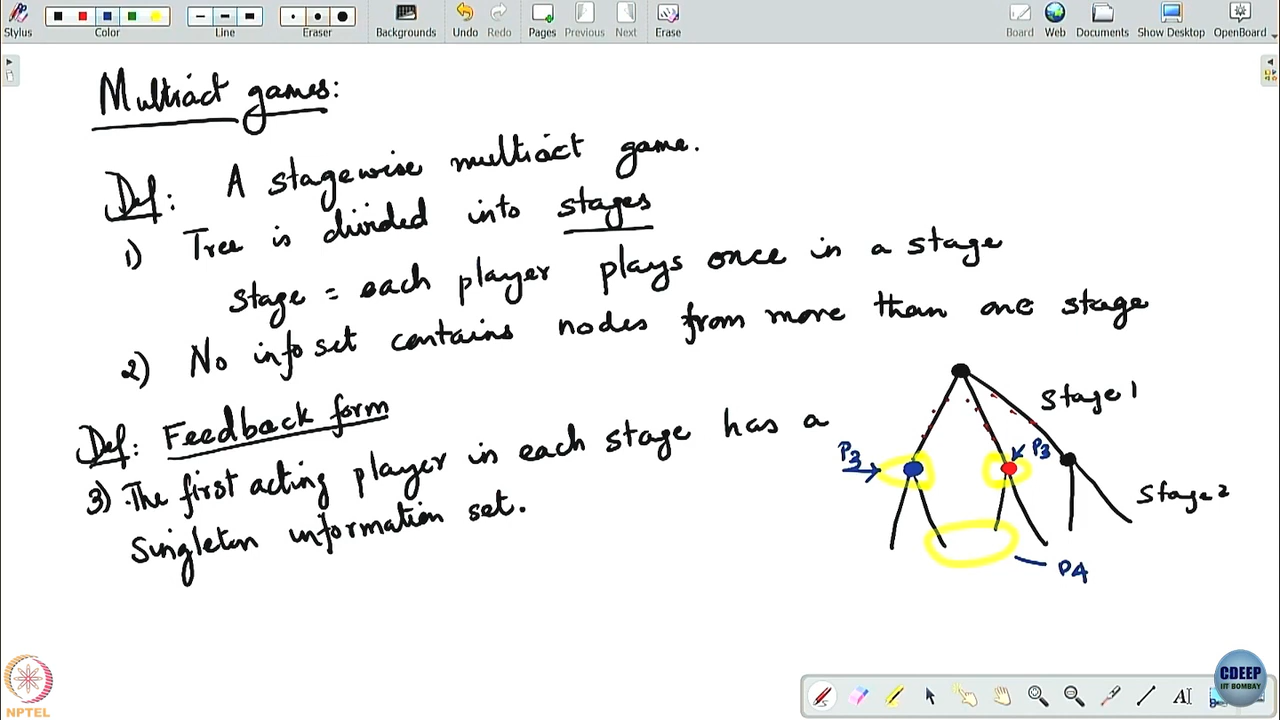 Stylus
Color
Line
Eraser
Backgrounds
Undo
Redo
Pages
Previous
Next
Erase
Board
Web
Documents
Show Desktop
OpenBoard
Multiact games:
Def: A stagewise multiact game.
1) Tree is divided into stages
stage = each player plays once in a stage
2) No info set contains nodes from more than one stage
Def: Feedback form
3) The first acting player in each stage has a
singleton information set.
Stage 1
P3
P3
Stage 2
P4
NPTEL
CDEEP
IIT BOMBAY